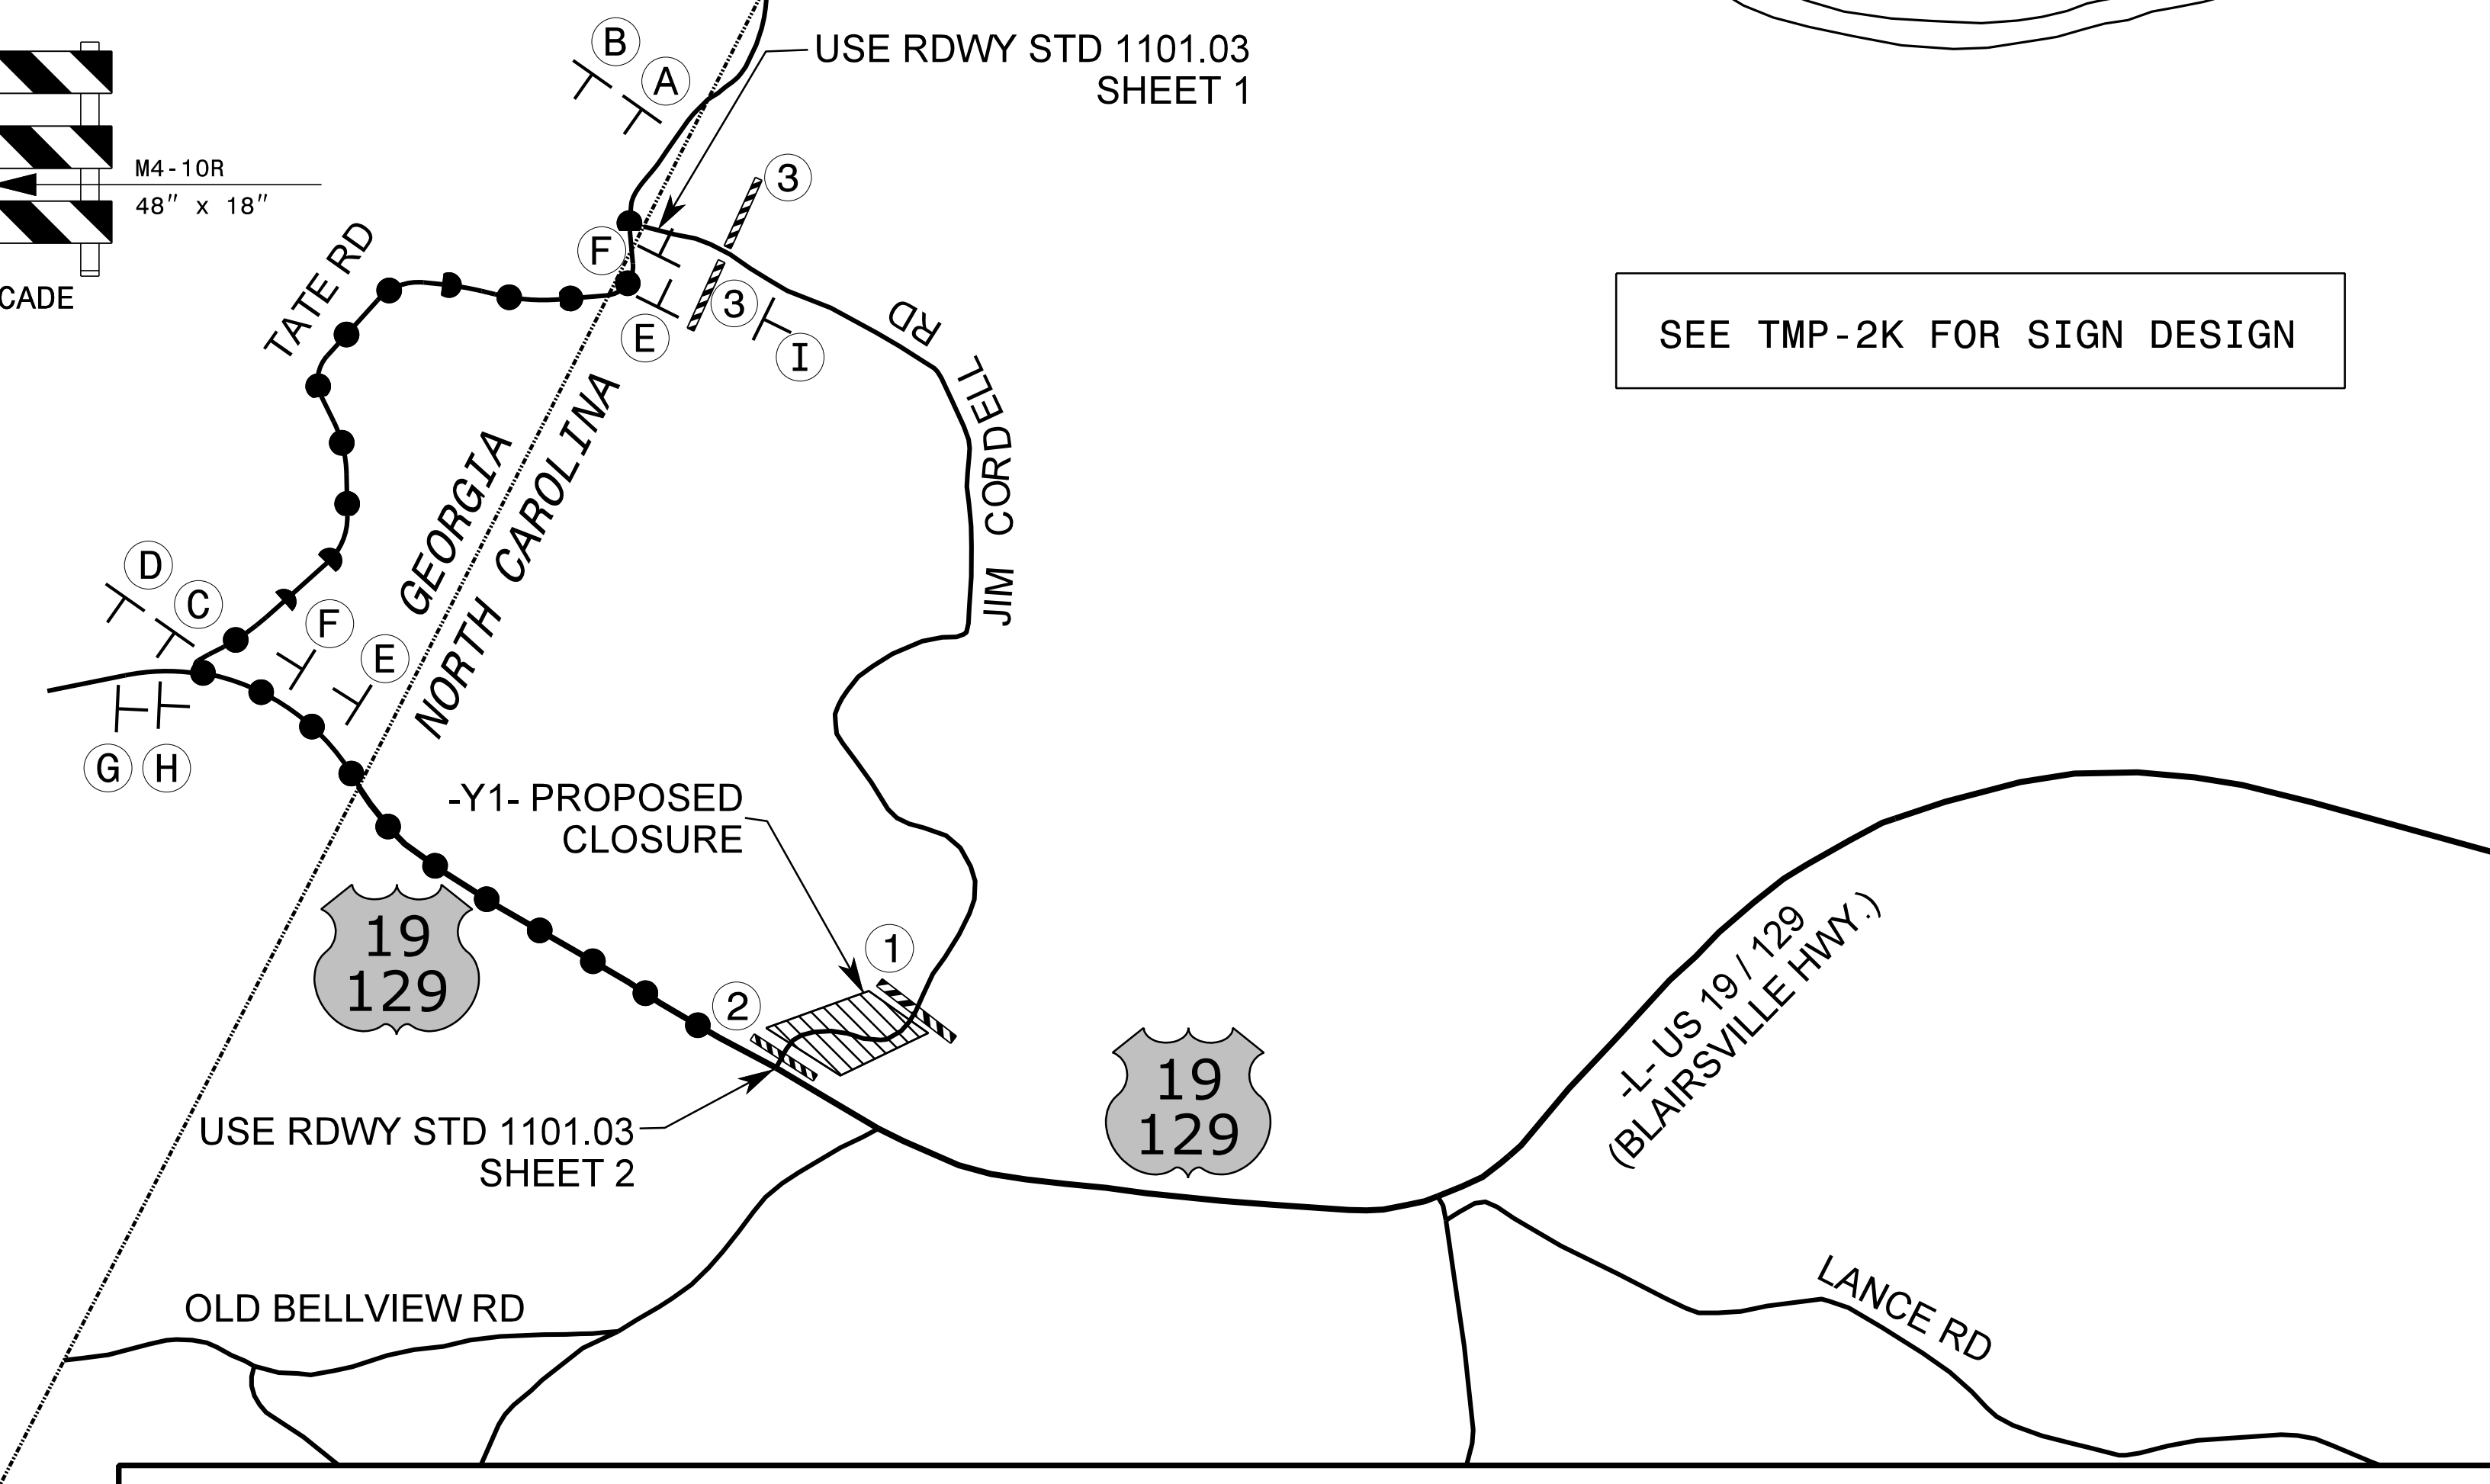 B
A
USE RDWY STD 1101.03
SHEET 1
3
M4-10R
48" x 18"
CADE
TATE RD
F
3
E
I
JIM CORDELL RD
SEE TMP-2K FOR SIGN DESIGN
GEORGIA
NORTH CAROLINA
D
C
F
E
G
H
-Y1- PROPOSED
CLOSURE
19
129
1
2
19
129
-L- US 19 / 129
(BLAIRSVILLE HWY.)
USE RDWY STD 1101.03
SHEET 2
OLD BELLVIEW RD
LANCE RD